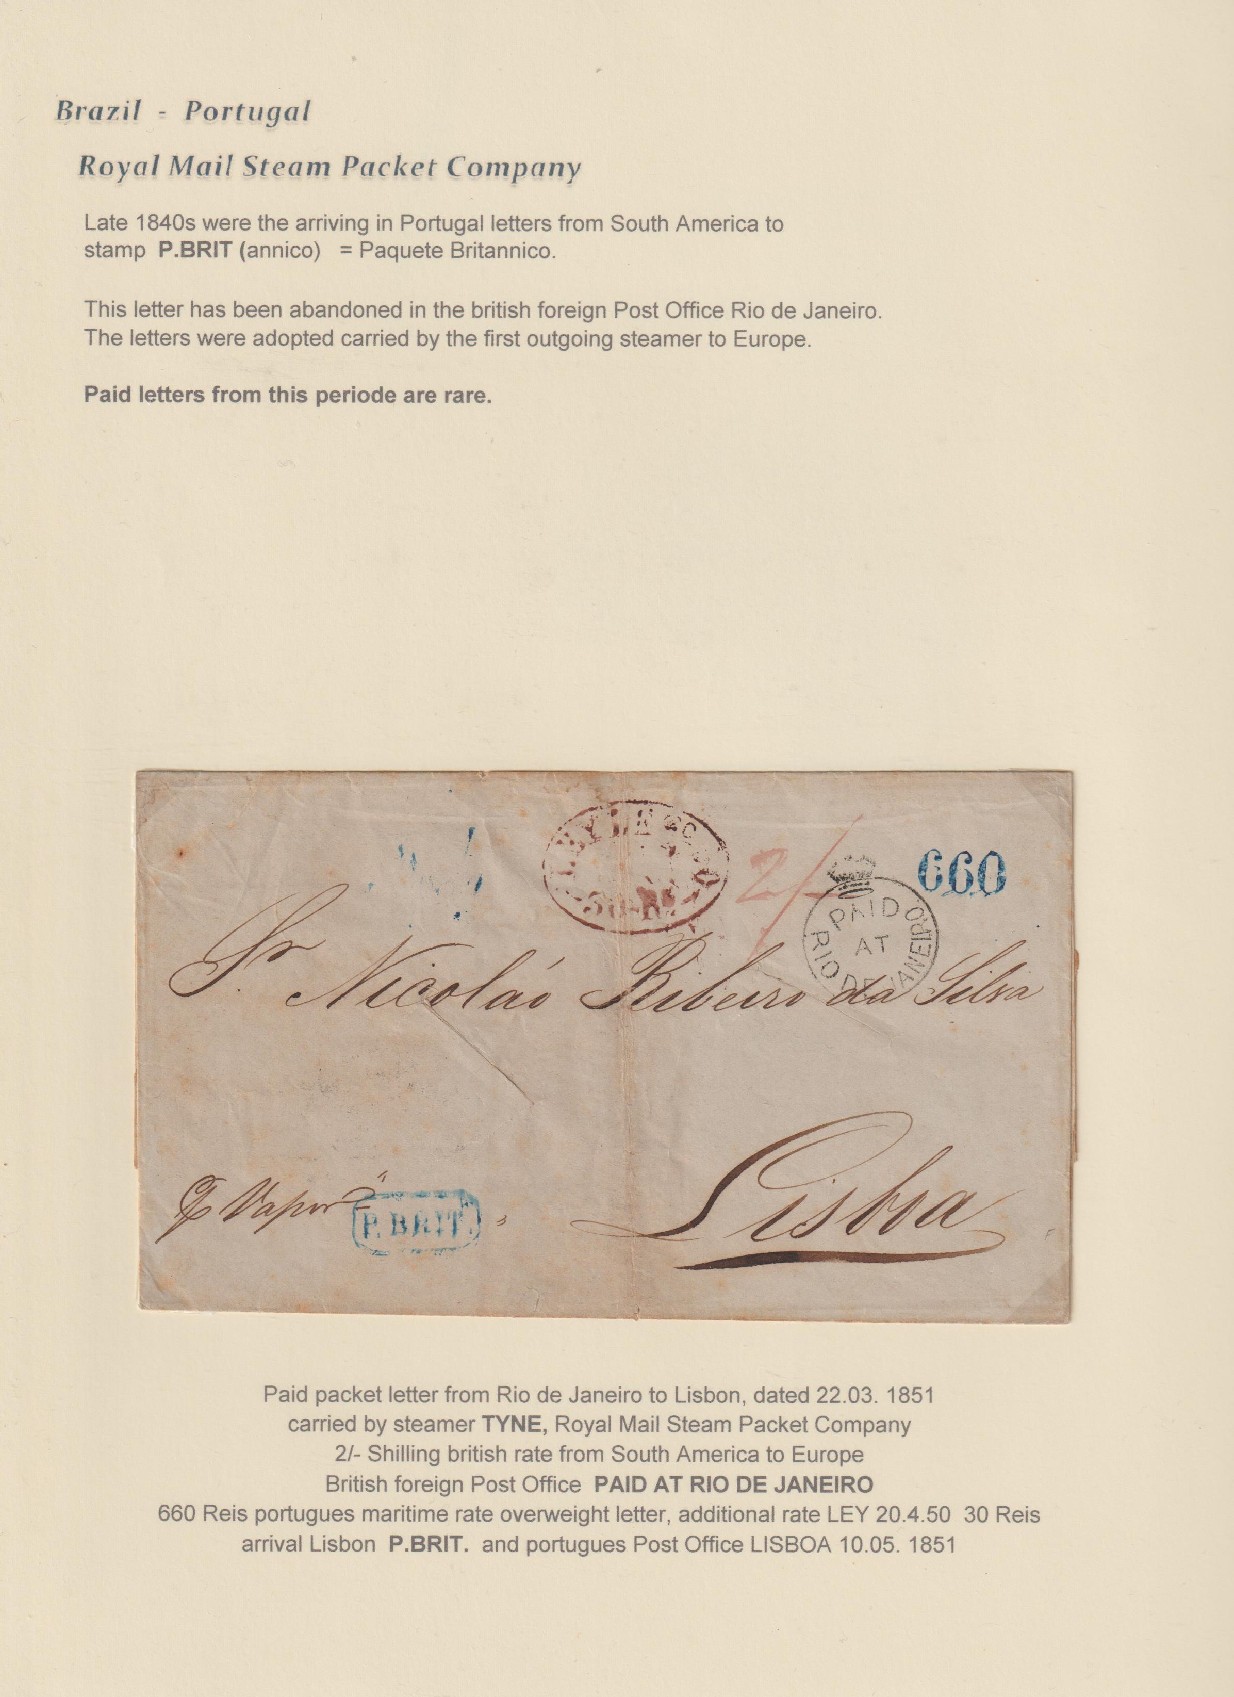 Brazil - Portugal
Royal Mail Steam Packet Company
Late 1840s were the arriving in Portugal letters from South America to
stamp P.BRIT (annico) = Paquete Britannico.
This letter has been abandoned in the british foreign Post Office Rio de Janeiro.
The letters were adopted carried by the first outgoing steamer to Europe.
Paid letters from this periode are rare.
LEY DE
2/-
660
PAID
AT
RIO DE JANEIRO
Sr Nicoláo Ribeiro da Silva
Vapor
P. BRIT.
Lisboa
Paid packet letter from Rio de Janeiro to Lisbon, dated 22.03. 1851
carried by steamer TYNE, Royal Mail Steam Packet Company
2/- Shilling british rate from South America to Europe
British foreign Post Office PAID AT RIO DE JANEIRO
660 Reis portugues maritime rate overweight letter, additional rate LEY 20.4.50 30 Reis
arrival Lisbon P.BRIT. and portugues Post Office LISBOA 10.05. 1851